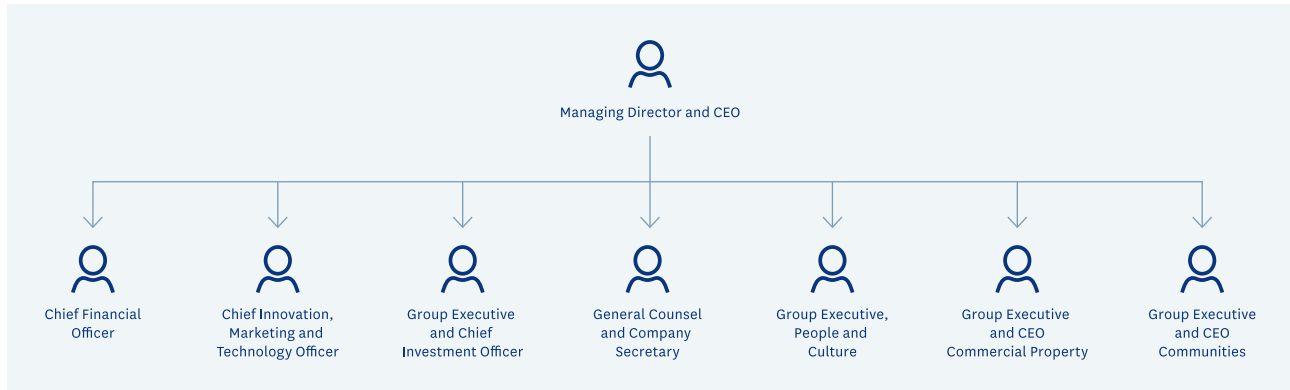 Managing Director and CEO
Chief Financial
Officer
Chief Innovation,
Marketing and
Technology Officer
Group Executive
and Chief
Investment Officer
General Counsel
and Company
Secretary
Group Executive,
People and
Culture
Group Executive
and CEO
Commercial Property
Group Executive
and CEO
Communities